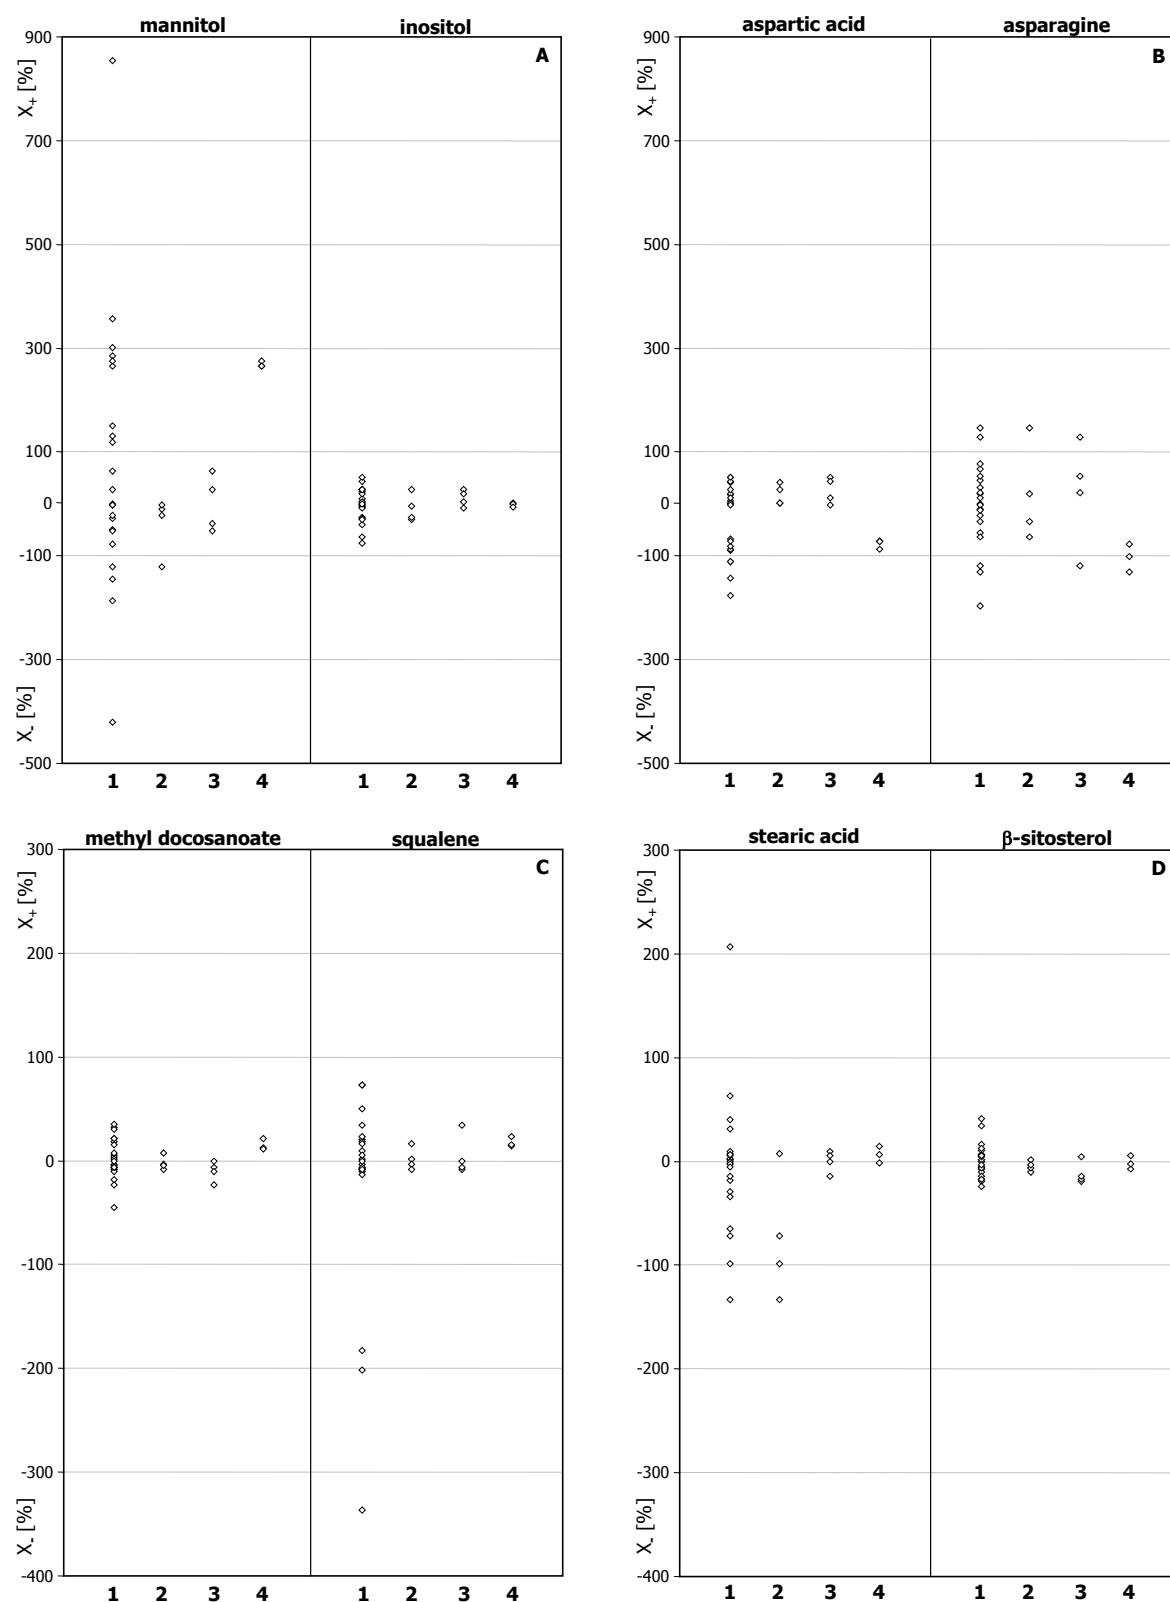 mannitol inositol
A
X+ [%]
900
700
500
300
100
0
-100
-300
-500
X- [%]
1 2 3 4 1 2 3 4
aspartic acid asparagine
B
X+ [%]
900
700
500
300
100
0
-100
-300
-500
X- [%]
1 2 3 4 1 2 3 4
methyl docosanoate squalene
C
X+ [%]
300
200
100
0
-100
-200
-300
-400
X- [%]
1 2 3 4 1 2 3 4
stearic acid β-sitosterol
D
X+ [%]
300
200
100
0
-100
-200
-300
-400
X- [%]
1 2 3 4 1 2 3 4